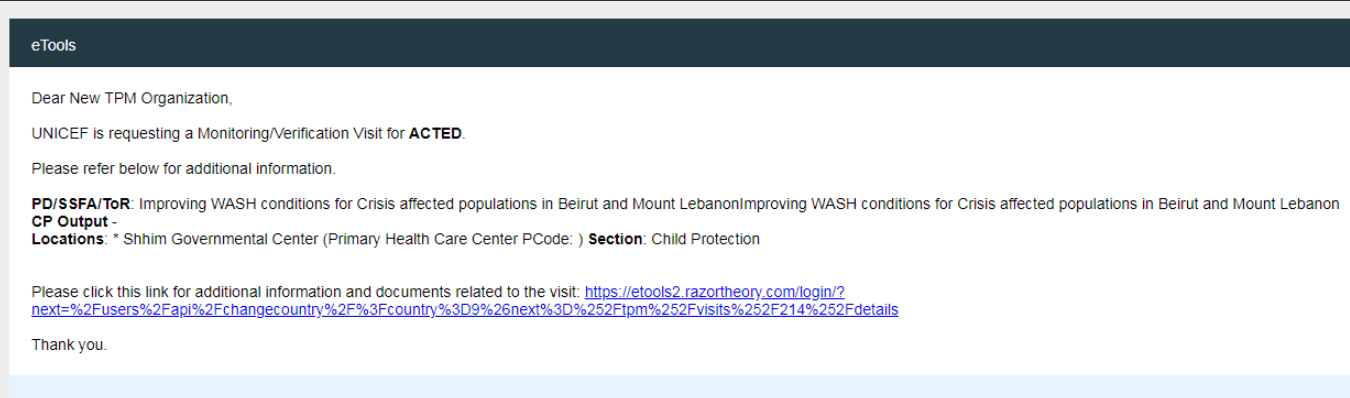 eTools
Dear New TPM Organization,
UNICEF is requesting a Monitoring/Verification Visit for ACTED.
Please refer below for additional information.
PD/SSFA/ToR: Improving WASH conditions for Crisis affected populations in Beirut and Mount LebanonImproving WASH conditions for Crisis affected populations in Beirut and Mount Lebanon
CP Output -
Locations: * Shhim Governmental Center (Primary Health Care Center PCode: ) Section: Child Protection
Please click this link for additional information and documents related to the visit: https://etools2.razortheory.com/login/?
next=%2Fusers%2Fapi%2Fchangecountry%2F%3Fcountry%3D9%26next%3D%252Ftpm%252Fvisits%252F214%252Fdetails
Thank you.